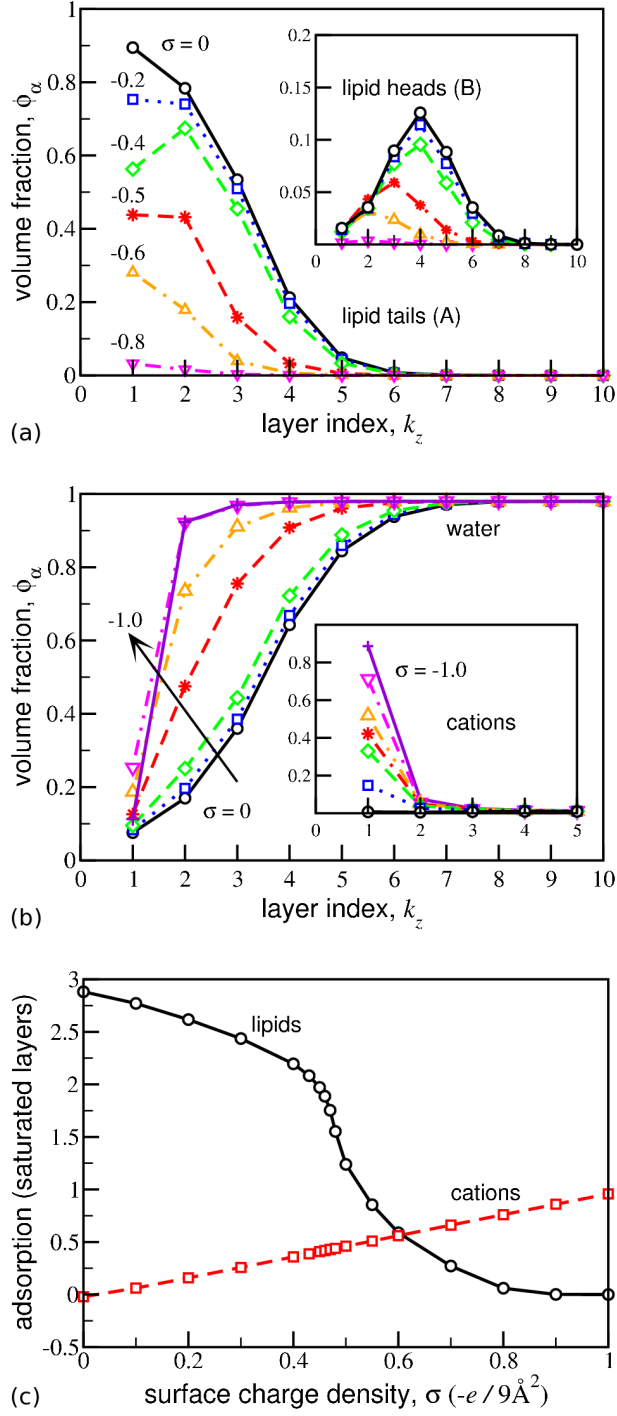 1
0.8
0.6
0.4
0.2
0
volume fraction, ϕα
σ = 0
-0.2
-0.4
-0.5
-0.6
-0.8
lipid tails (A)
0.2
0.15
0.1
0.05
lipid heads (B)
0 2 4 6 8 10
0 1 2 3 4 5 6 7 8 9 10
(a) layer index, kz
1
0.8
0.6
0.4
0.2
0
volume fraction, ϕα
water
-1.0
σ = 0
0.8
0.6
0.4
0.2
σ = -1.0
cations
0 1 2 3 4 5
0 1 2 3 4 5 6 7 8 9 10
(b) layer index, kz
3
2.5
2
1.5
1
0.5
0
-0.5
adsorption (saturated layers)
lipids
cations
0 0.2 0.4 0.6 0.8 1
(c) surface charge density, σ (-e / 9Å²)